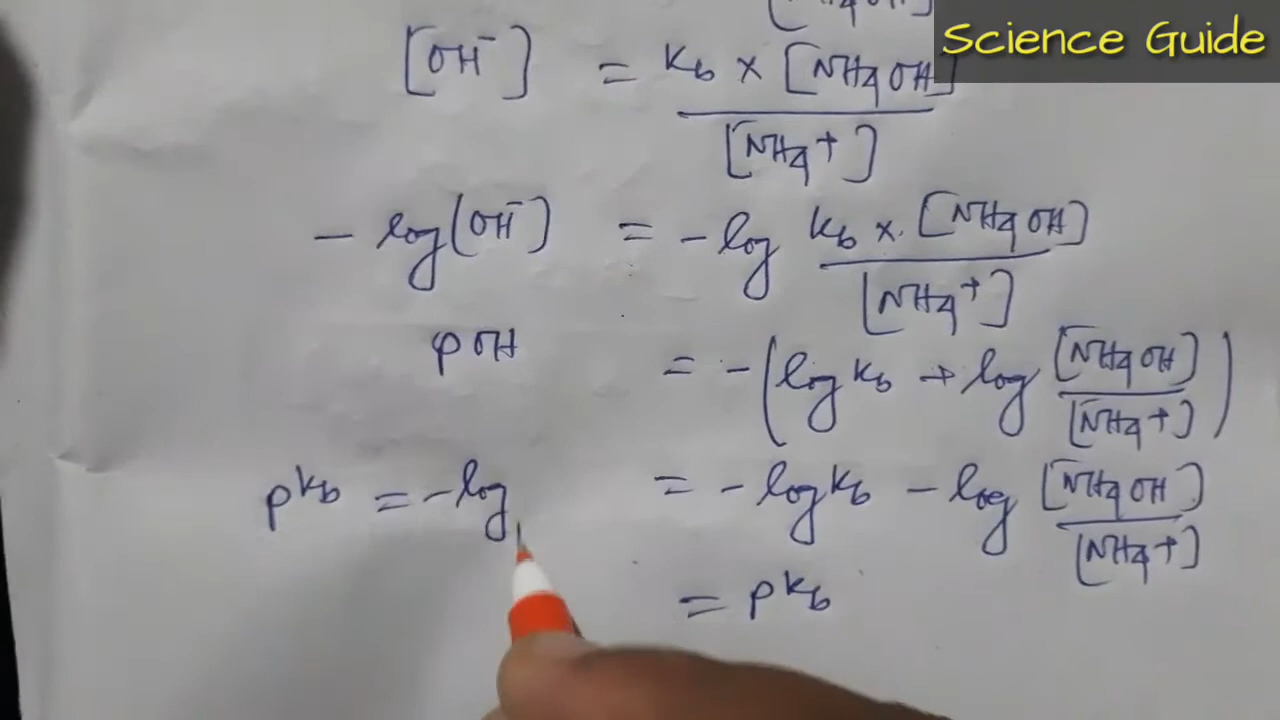 Science Guide
[OH⁻] = Kb × [NH4OH] / [NH4+]
- log(OH⁻] = - log Kb × [NH4OH] / [NH4+]
pOH = - (log Kb + log [NH4OH] / [NH4+])
pKb = - log = - log Kb - log [NH4OH] / [NH4+]
= pKb